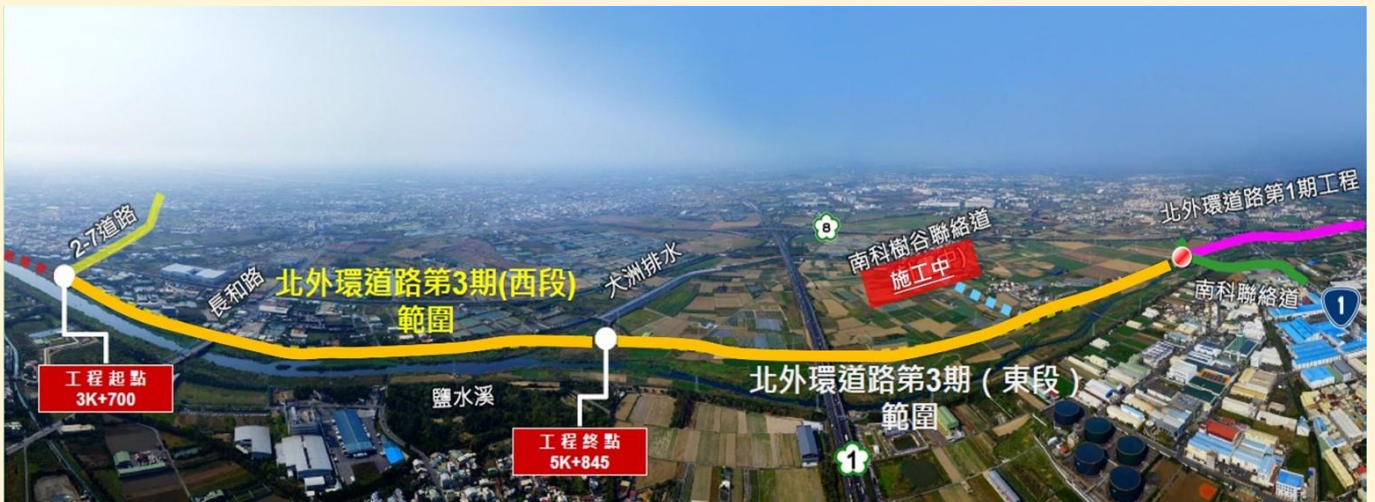 2-7道路
長和路
北外環道路第3期(西段)
範圍
大洲排水
8
南科樹谷聯絡道
施工中
北外環道路第1期工程
南科聯絡道
1
工程起點
3K+700
鹽水溪
工程終點
5K+845
北外環道路第3期（東段）
範圍
1